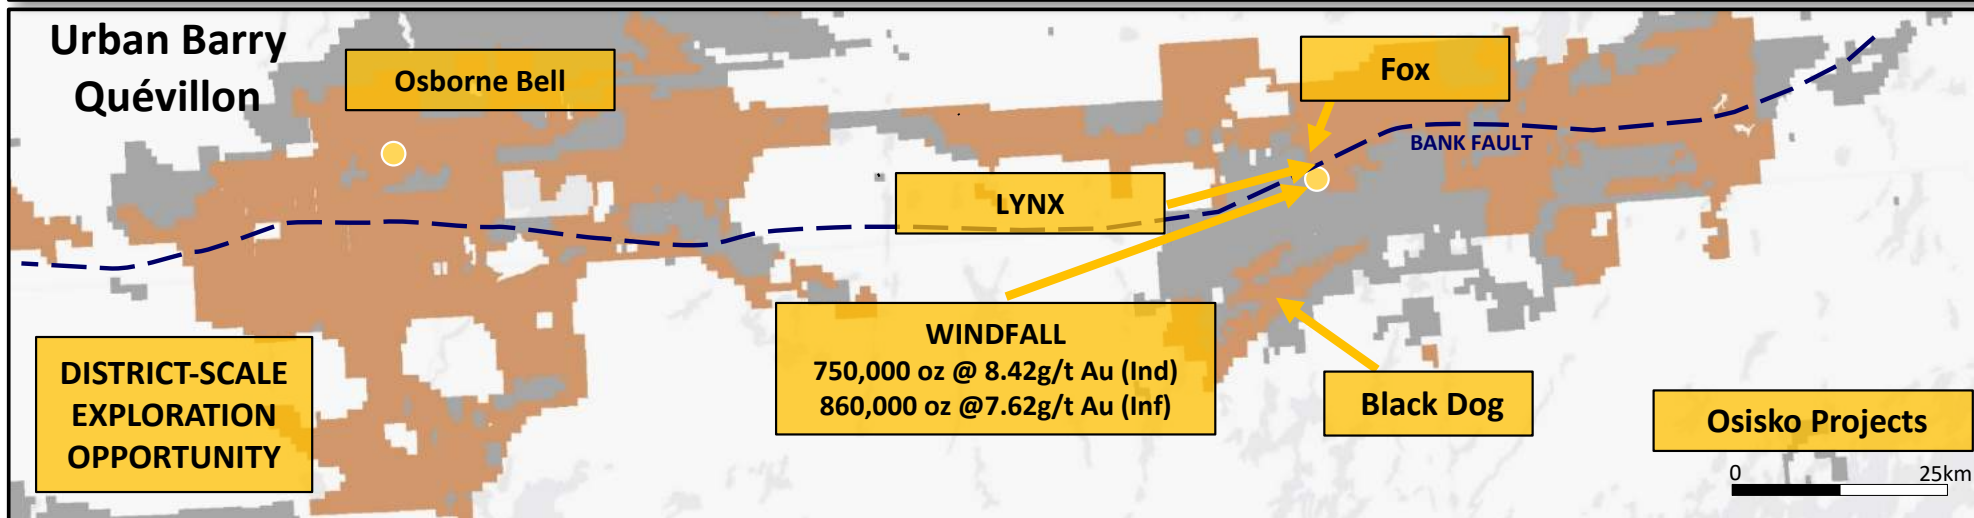 Urban Barry
Quévillon
Osborne Bell
Fox
BANK FAULT
LYNX
WINDFALL
750,000 oz @ 8.42g/t Au (Ind)
860,000 oz @7.62g/t Au (Inf)
Black Dog
DISTRICT-SCALE
EXPLORATION
OPPORTUNITY
Osisko Projects
0 25km